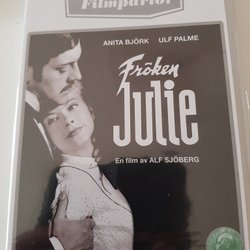 Filmpärlor
ANITA BJÖRK
ULF PALME
Fröken
Julie
En film av ALF SJÖBERG